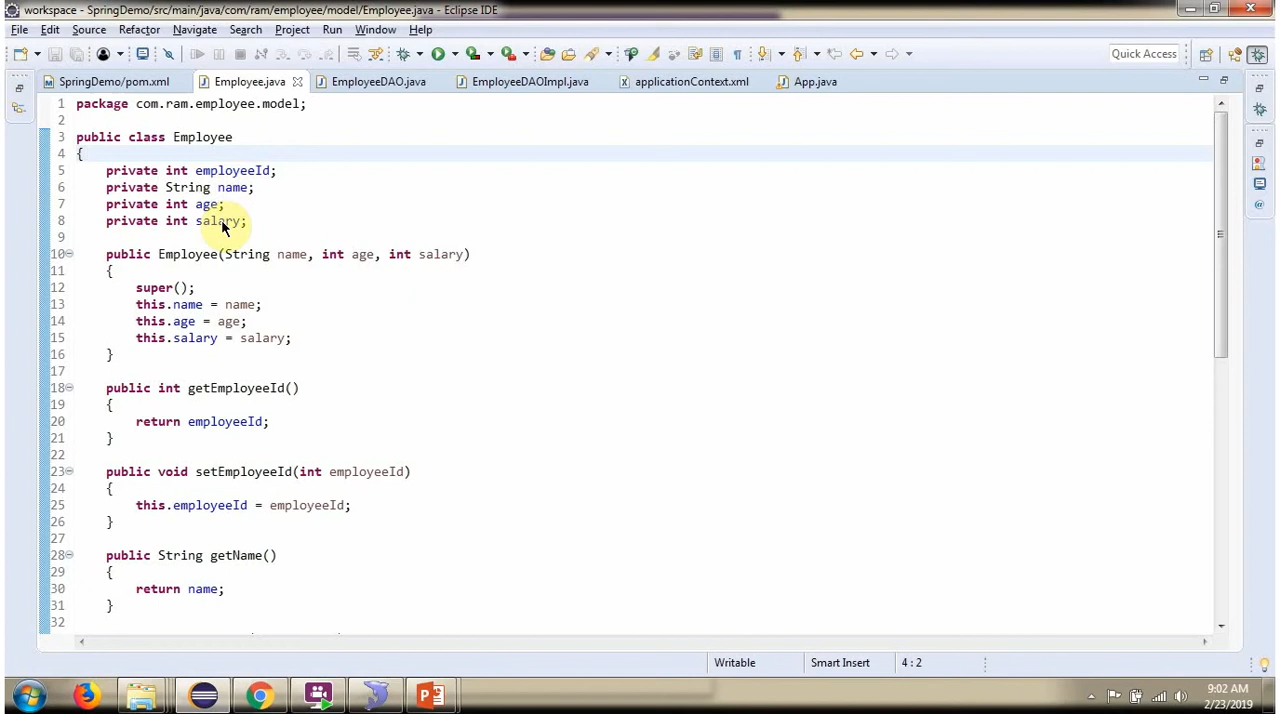 workspace - SpringDemo/src/main/java/com/ram/employee/model/Employee.java - Eclipse IDE
File Edit Source Refactor Navigate Search Project Run Window Help
Quick Access
SpringDemo/pom.xml Employee.java EmployeeDAO.java EmployeeDAOImpl.java applicationContext.xml App.java
1 package com.ram.employee.model;
2
3 public class Employee
4 {
5 private int employeeId;
6 private String name;
7 private int age;
8 private int salary;
9
10 public Employee(String name, int age, int salary)
11 {
12 super();
13 this.name = name;
14 this.age = age;
15 this.salary = salary;
16 }
17
18 public int getEmployeeId()
19 {
20 return employeeId;
21 }
22
23 public void setEmployeeId(int employeeId)
24 {
25 this.employeeId = employeeId;
26 }
27
28 public String getName()
29 {
30 return name;
31 }
32
Writable Smart Insert 4 : 2
9:02 AM
2/23/2019